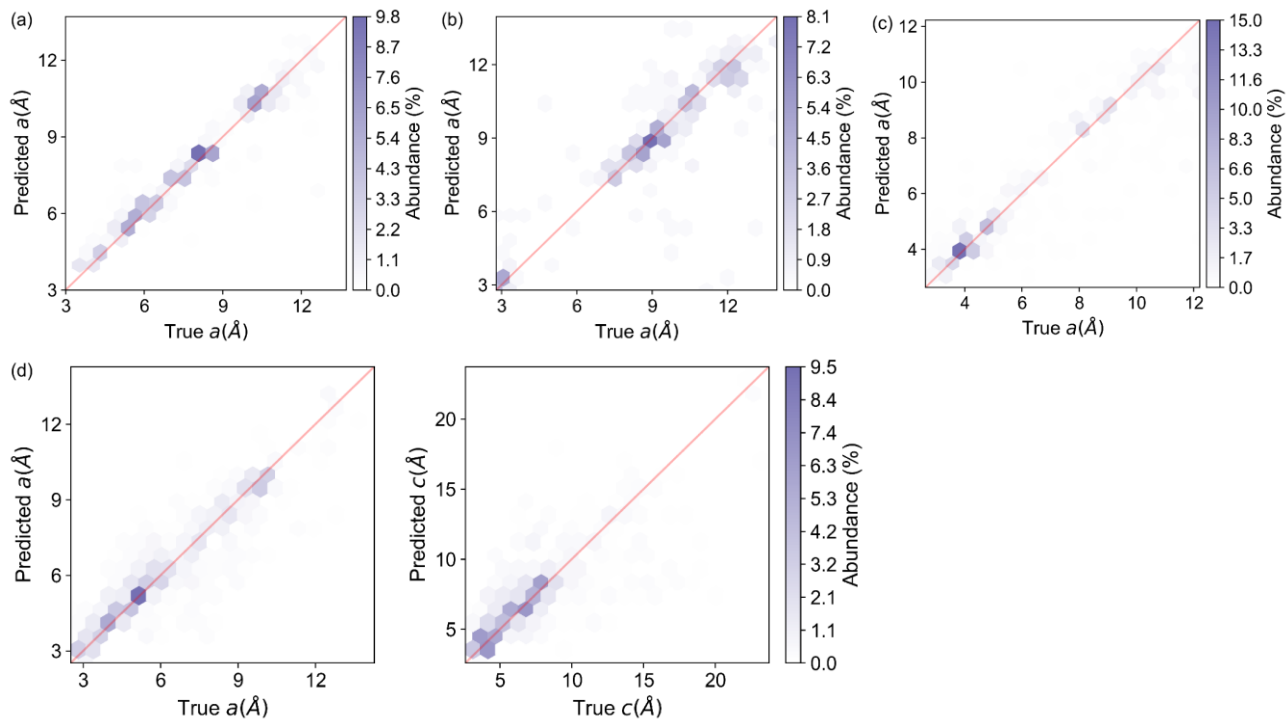 (a)
Predicted a(Å)
12
9
6
3
3 6 9 12
True a(Å)
9.8
8.7
7.6
6.5
5.4
4.4
3.3
2.2
1.1
0.0
Abundance (%)
(b)
Predicted a(Å)
12
9
6
3
3 6 9 12
True a(Å)
8.1
7.2
6.3
5.4
4.5
3.6
2.7
1.8
0.9
0.0
Abundance (%)
(c)
Predicted a(Å)
12
10
8
6
4
4 6 8 10 12
True a(Å)
15.0
13.3
11.6
10.0
8.3
6.6
5.0
3.3
1.7
0.0
Abundance (%)
(d)
Predicted a(Å)
12
9
6
3
3 6 9 12
True a(Å)
Predicted c(Å)
20
15
10
5
5 10 15 20
True c(Å)
9.5
8.4
7.4
6.3
5.3
4.2
3.2
2.1
1.1
0.0
Abundance (%)